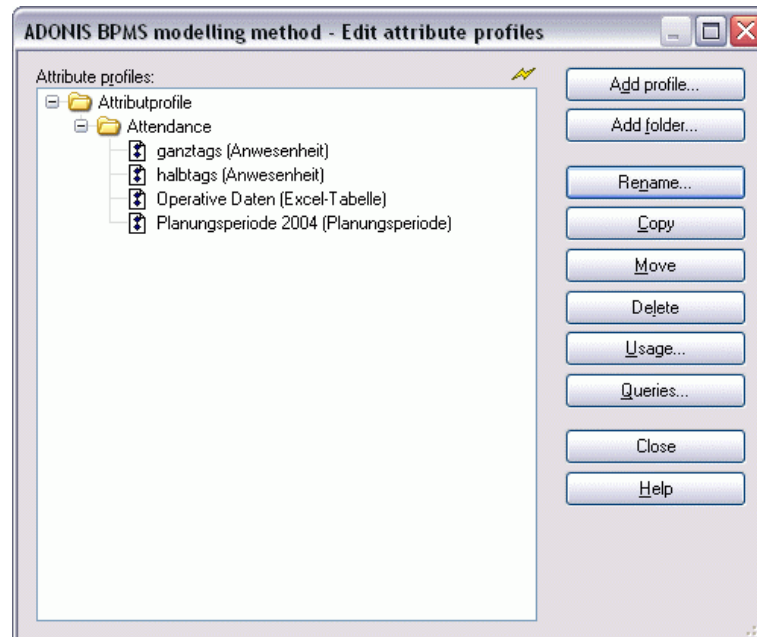 ADONIS BPMS modelling method - Edit attribute profiles
Attribute profiles:
Attributprofile
Attendance
ganztags (Anwesenheit)
halbtags (Anwesenheit)
Operative Daten (Excel-Tabelle)
Planungsperiode 2004 (Planungsperiode)
Add profile...
Add folder...
Rename...
Copy
Move
Delete
Usage...
Queries...
Close
Help